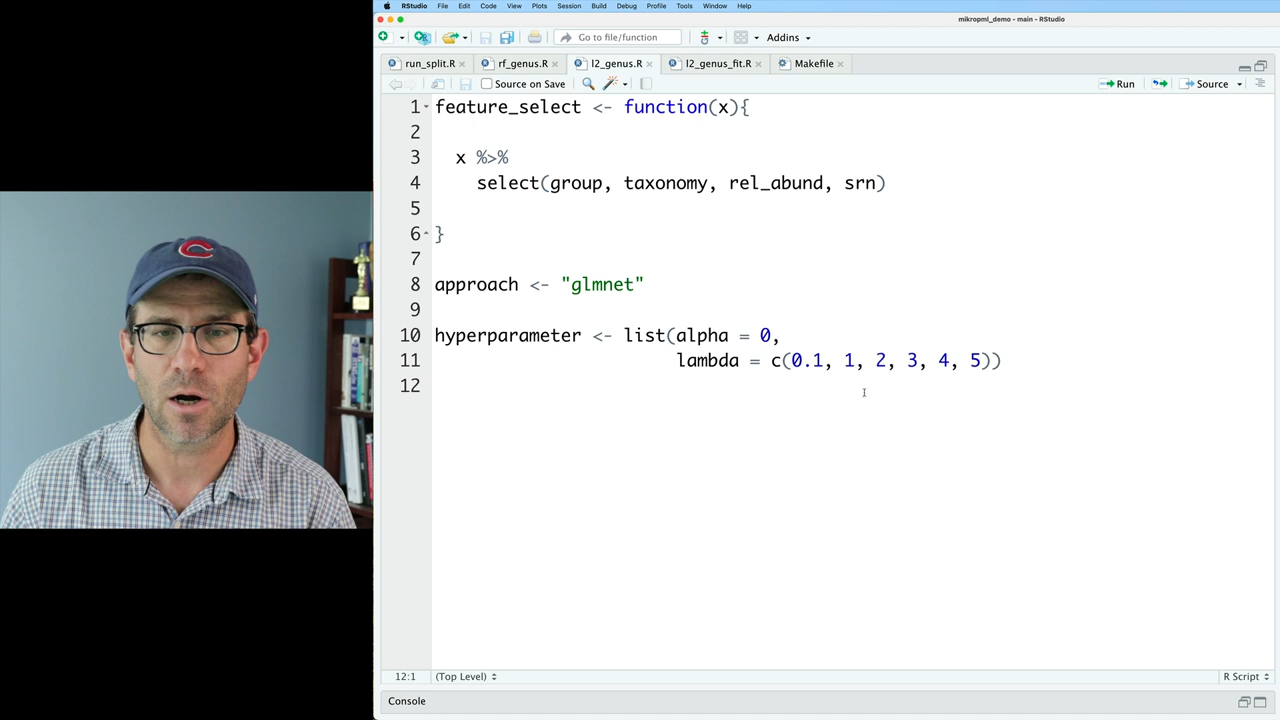 RStudio File Edit Code View Plots Session Build Debug Profile Tools Window Help
mikropml_demo - main - RStudio
Go to file/function Addins
run_split.R rf_genus.R l2_genus.R l2_genus_fit.R Makefile
Source on Save Run Source
1 feature_select <- function(x){
2
3 x %>%
4 select(group, taxonomy, rel_abund, srn)
5
6 }
7
8 approach <- "glmnet"
9
10 hyperparameter <- list(alpha = 0,
11 lambda = c(0.1, 1, 2, 3, 4, 5))
12
12:1 (Top Level) R Script
Console
C